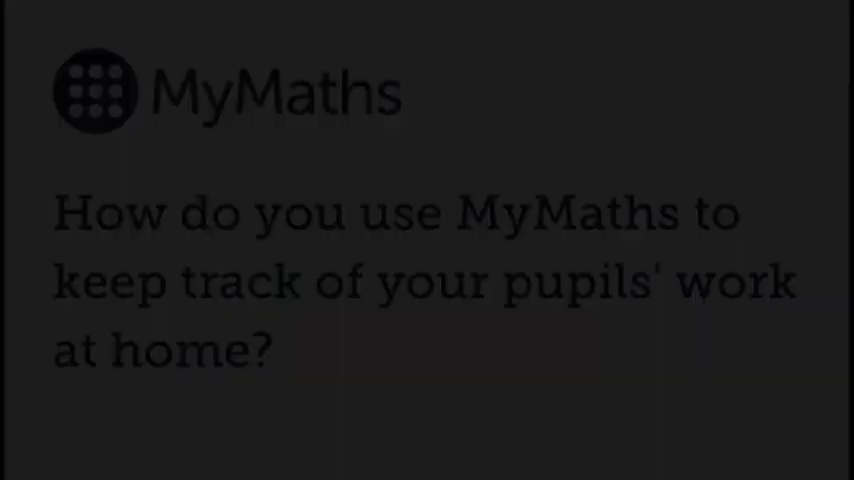 MyMaths
How do you use MyMaths to
keep track of your pupils' work
at home?